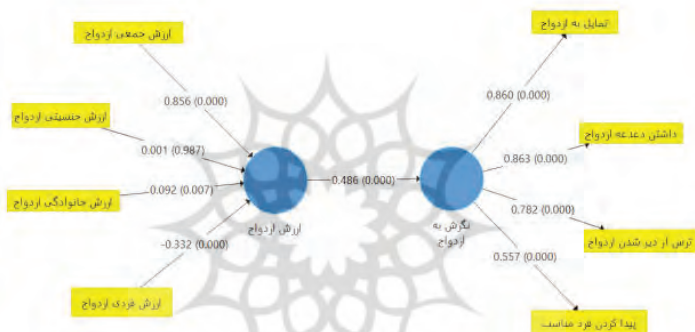 ارزش جمعی ازدواج
تمایل به ازدواج
0.856 (0.000)
0.860 (0.000)
ارزش جنسیتی ازدواج
داشتن دغدغه ازدواج
0.001 (0.987)
0.863 (0.000)
0.486 (0.000)
0.092 (0.007)
ارزش خانوادگی ازدواج
0.782 (0.000)
ارزش ازدواج
نگرش به
ازدواج
-0.332 (0.000)
ترس از دیر شدن ازدواج
0.557 (0.000)
ارزش فردی ازدواج
پیدا کردن فرد مناسب